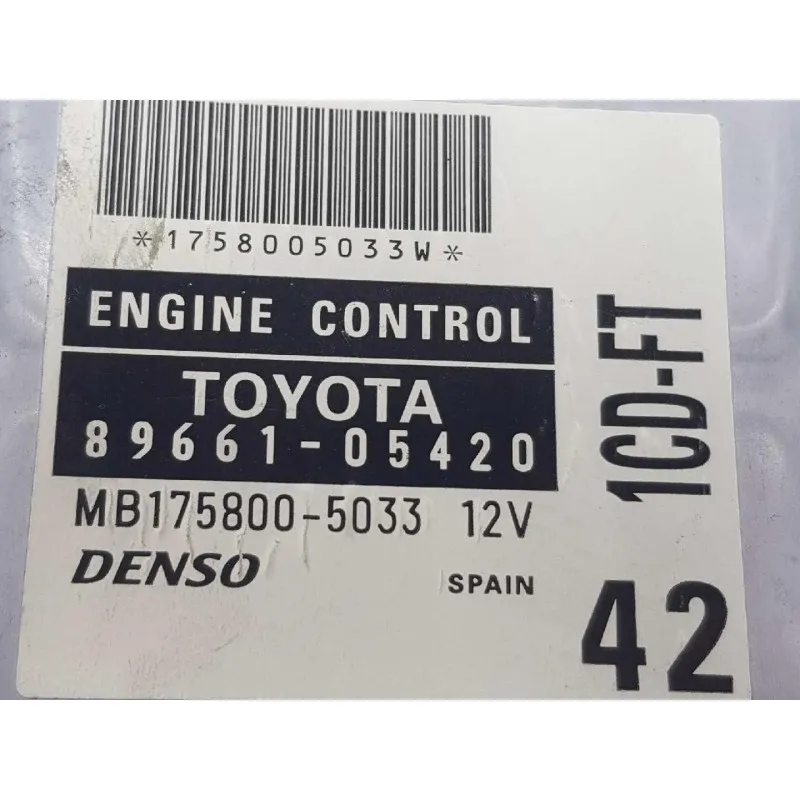 *1758005033W*
ENGINE CONTROL
TOYOTA
89661-05420
MB175800-5033 12V
DENSO SPAIN
1CD-FT
42